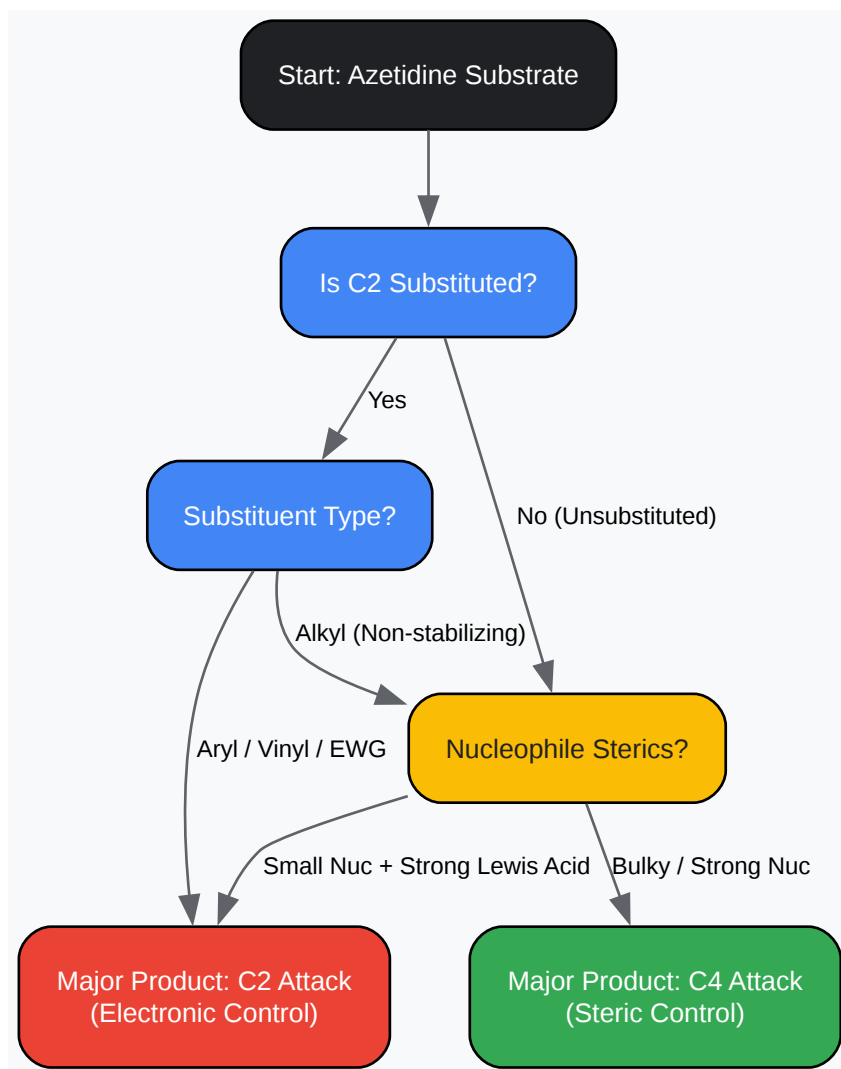 Start: Azetidine Substrate
Is C2 Substituted?
Yes
Substituent Type?
No (Unsubstituted)
Alkyl (Non-stabilizing)
Aryl / Vinyl / EWG
Nucleophile Sterics?
Small Nuc + Strong Lewis Acid
Bulky / Strong Nuc
Major Product: C2 Attack
(Electronic Control)
Major Product: C4 Attack
(Steric Control)